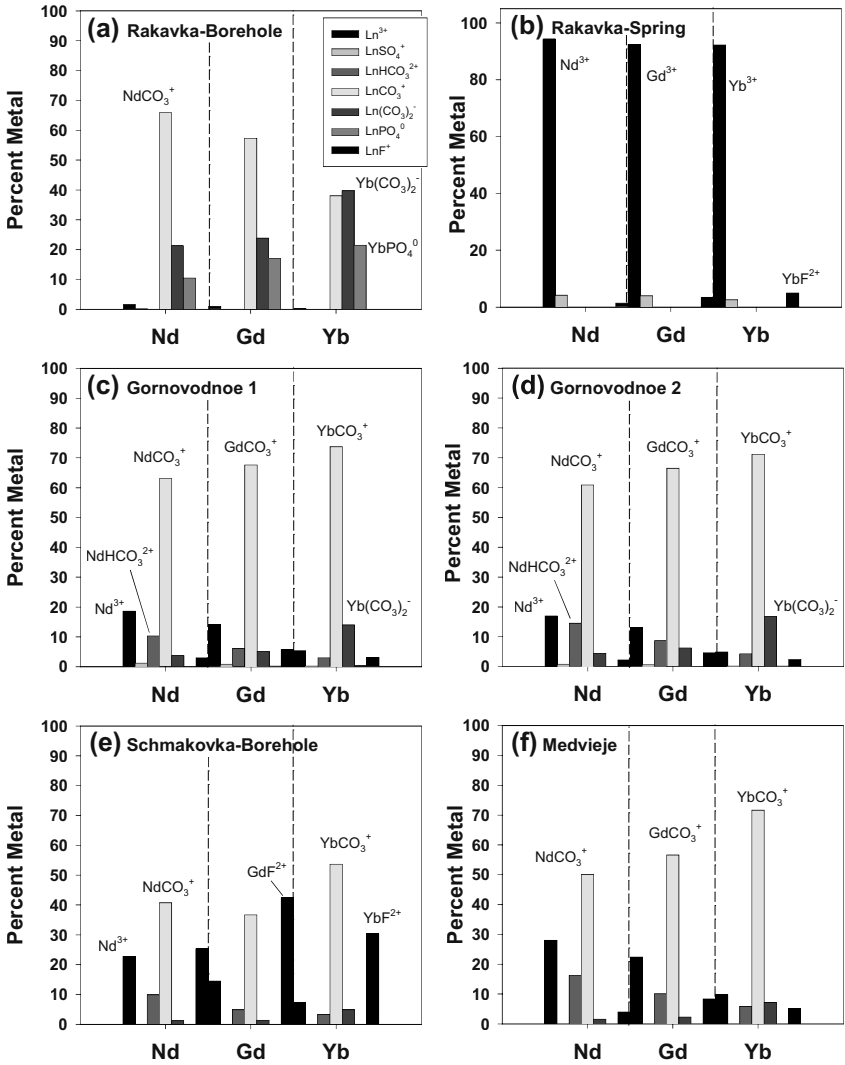 (a) Rakavka-Borehole
Percent Metal
100
90
80
70
60
50
40
30
20
10
0
Ln³⁺
LnSO₄⁺
LnHCO₃²⁺
LnCO₃⁺
Ln(CO₃)₂⁻
LnPO₄⁰
LnF⁺
NdCO₃⁺
Yb(CO₃)₂⁻
YbPO₄⁰
Nd Gd Yb
(b) Rakavka-Spring
Percent Metal
100
80
60
40
20
0
Nd³⁺
Gd³⁺
Yb³⁺
YbF²⁺
Nd Gd Yb
(c) Gornovodnoe 1
Percent Metal
100
90
80
70
60
50
40
30
20
10
0
NdCO₃⁺
GdCO₃⁺
YbCO₃⁺
NdHCO₃²⁺
Nd³⁺
Yb(CO₃)₂⁻
Nd Gd Yb
(d) Gornovodnoe 2
Percent Metal
100
90
80
70
60
50
40
30
20
10
0
NdCO₃⁺
GdCO₃⁺
YbCO₃⁺
NdHCO₃²⁺
Nd³⁺
Yb(CO₃)₂⁻
Nd Gd Yb
(e) Schmakovka-Borehole
Percent Metal
100
90
80
70
60
50
40
30
20
10
0
Nd³⁺
NdCO₃⁺
GdF²⁺
YbCO₃⁺
YbF²⁺
Nd Gd Yb
(f) Medvieje
Percent Metal
100
90
80
70
60
50
40
30
20
10
0
NdCO₃⁺
GdCO₃⁺
YbCO₃⁺
Nd Gd Yb